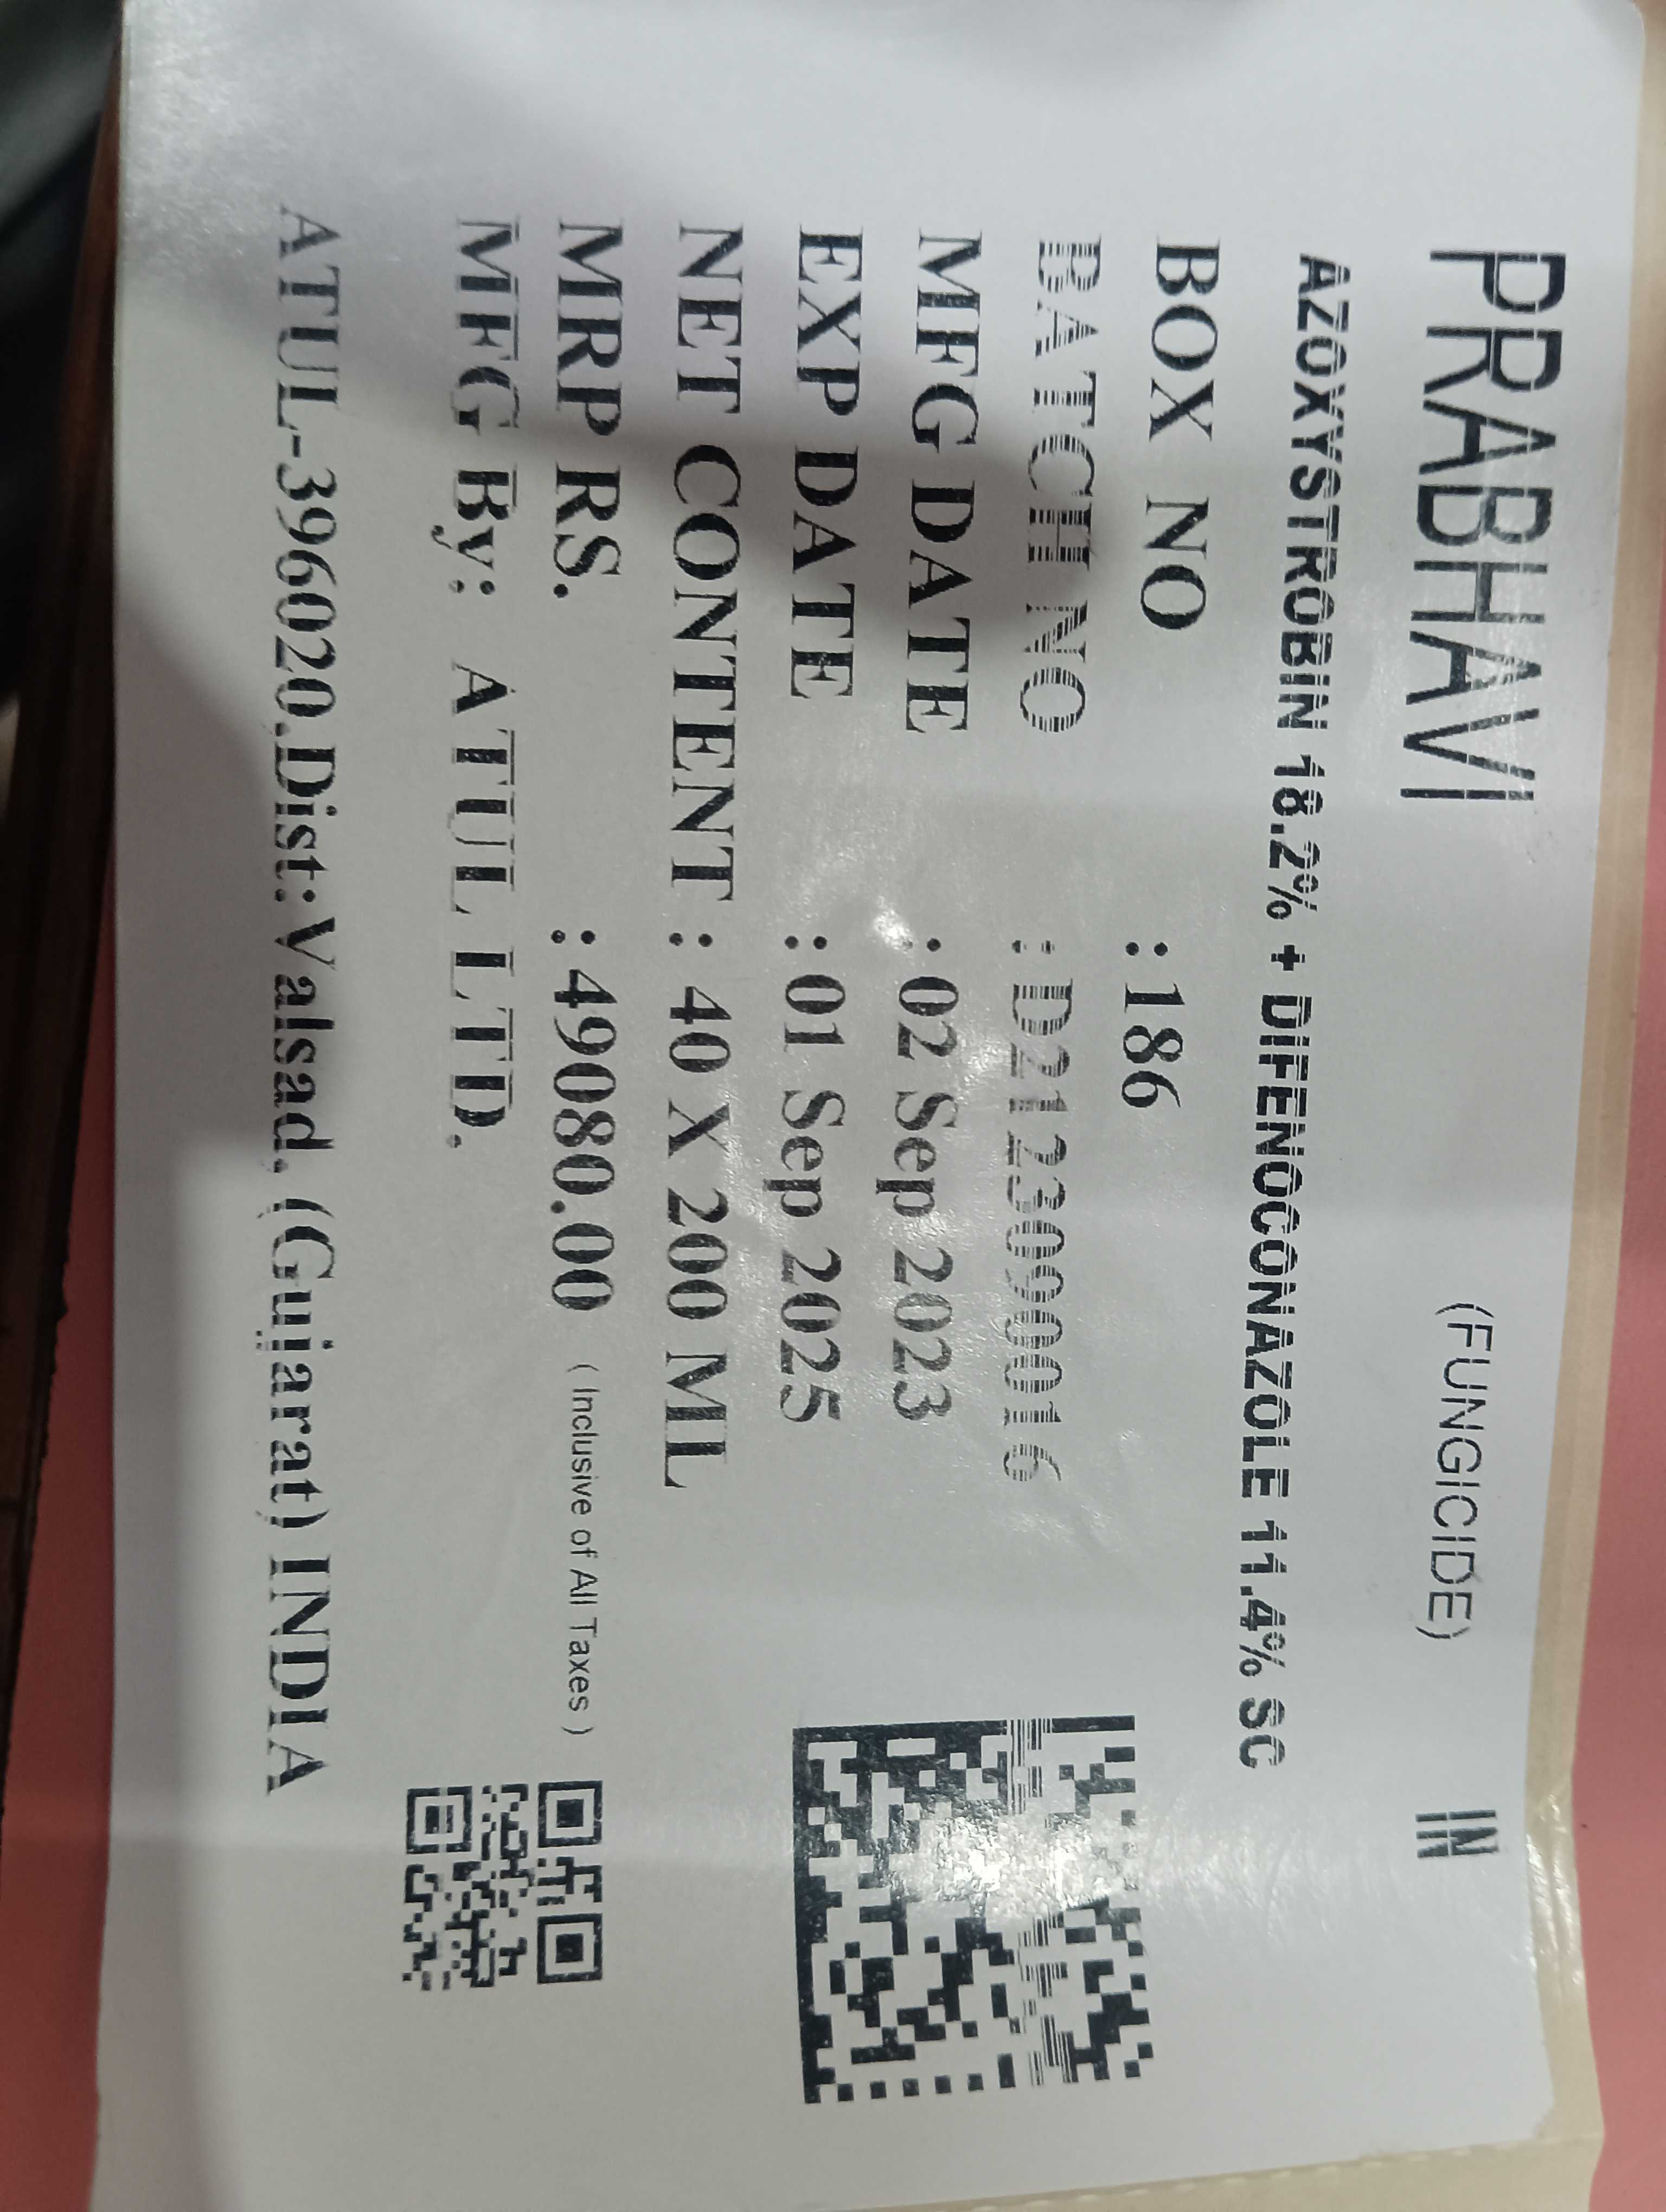 PRABHAVI (FUNGICIDE) IN
AZOXYSTROBIN 18.2% + DIFENOCONAZOLE 11.4% SC
BOX NO :186
BATCH NO : D2123090016
MFG DATE :02 Sep 2023
EXP DATE :01 Sep 2025
NET CONTENT : 40 X 200 ML
MRP RS. :49080.00 ( Inclusive of All Taxes )
MFG By: ATUL LTD.
ATUL-396020.Dist:Valsad. (Gujarat) INDIA